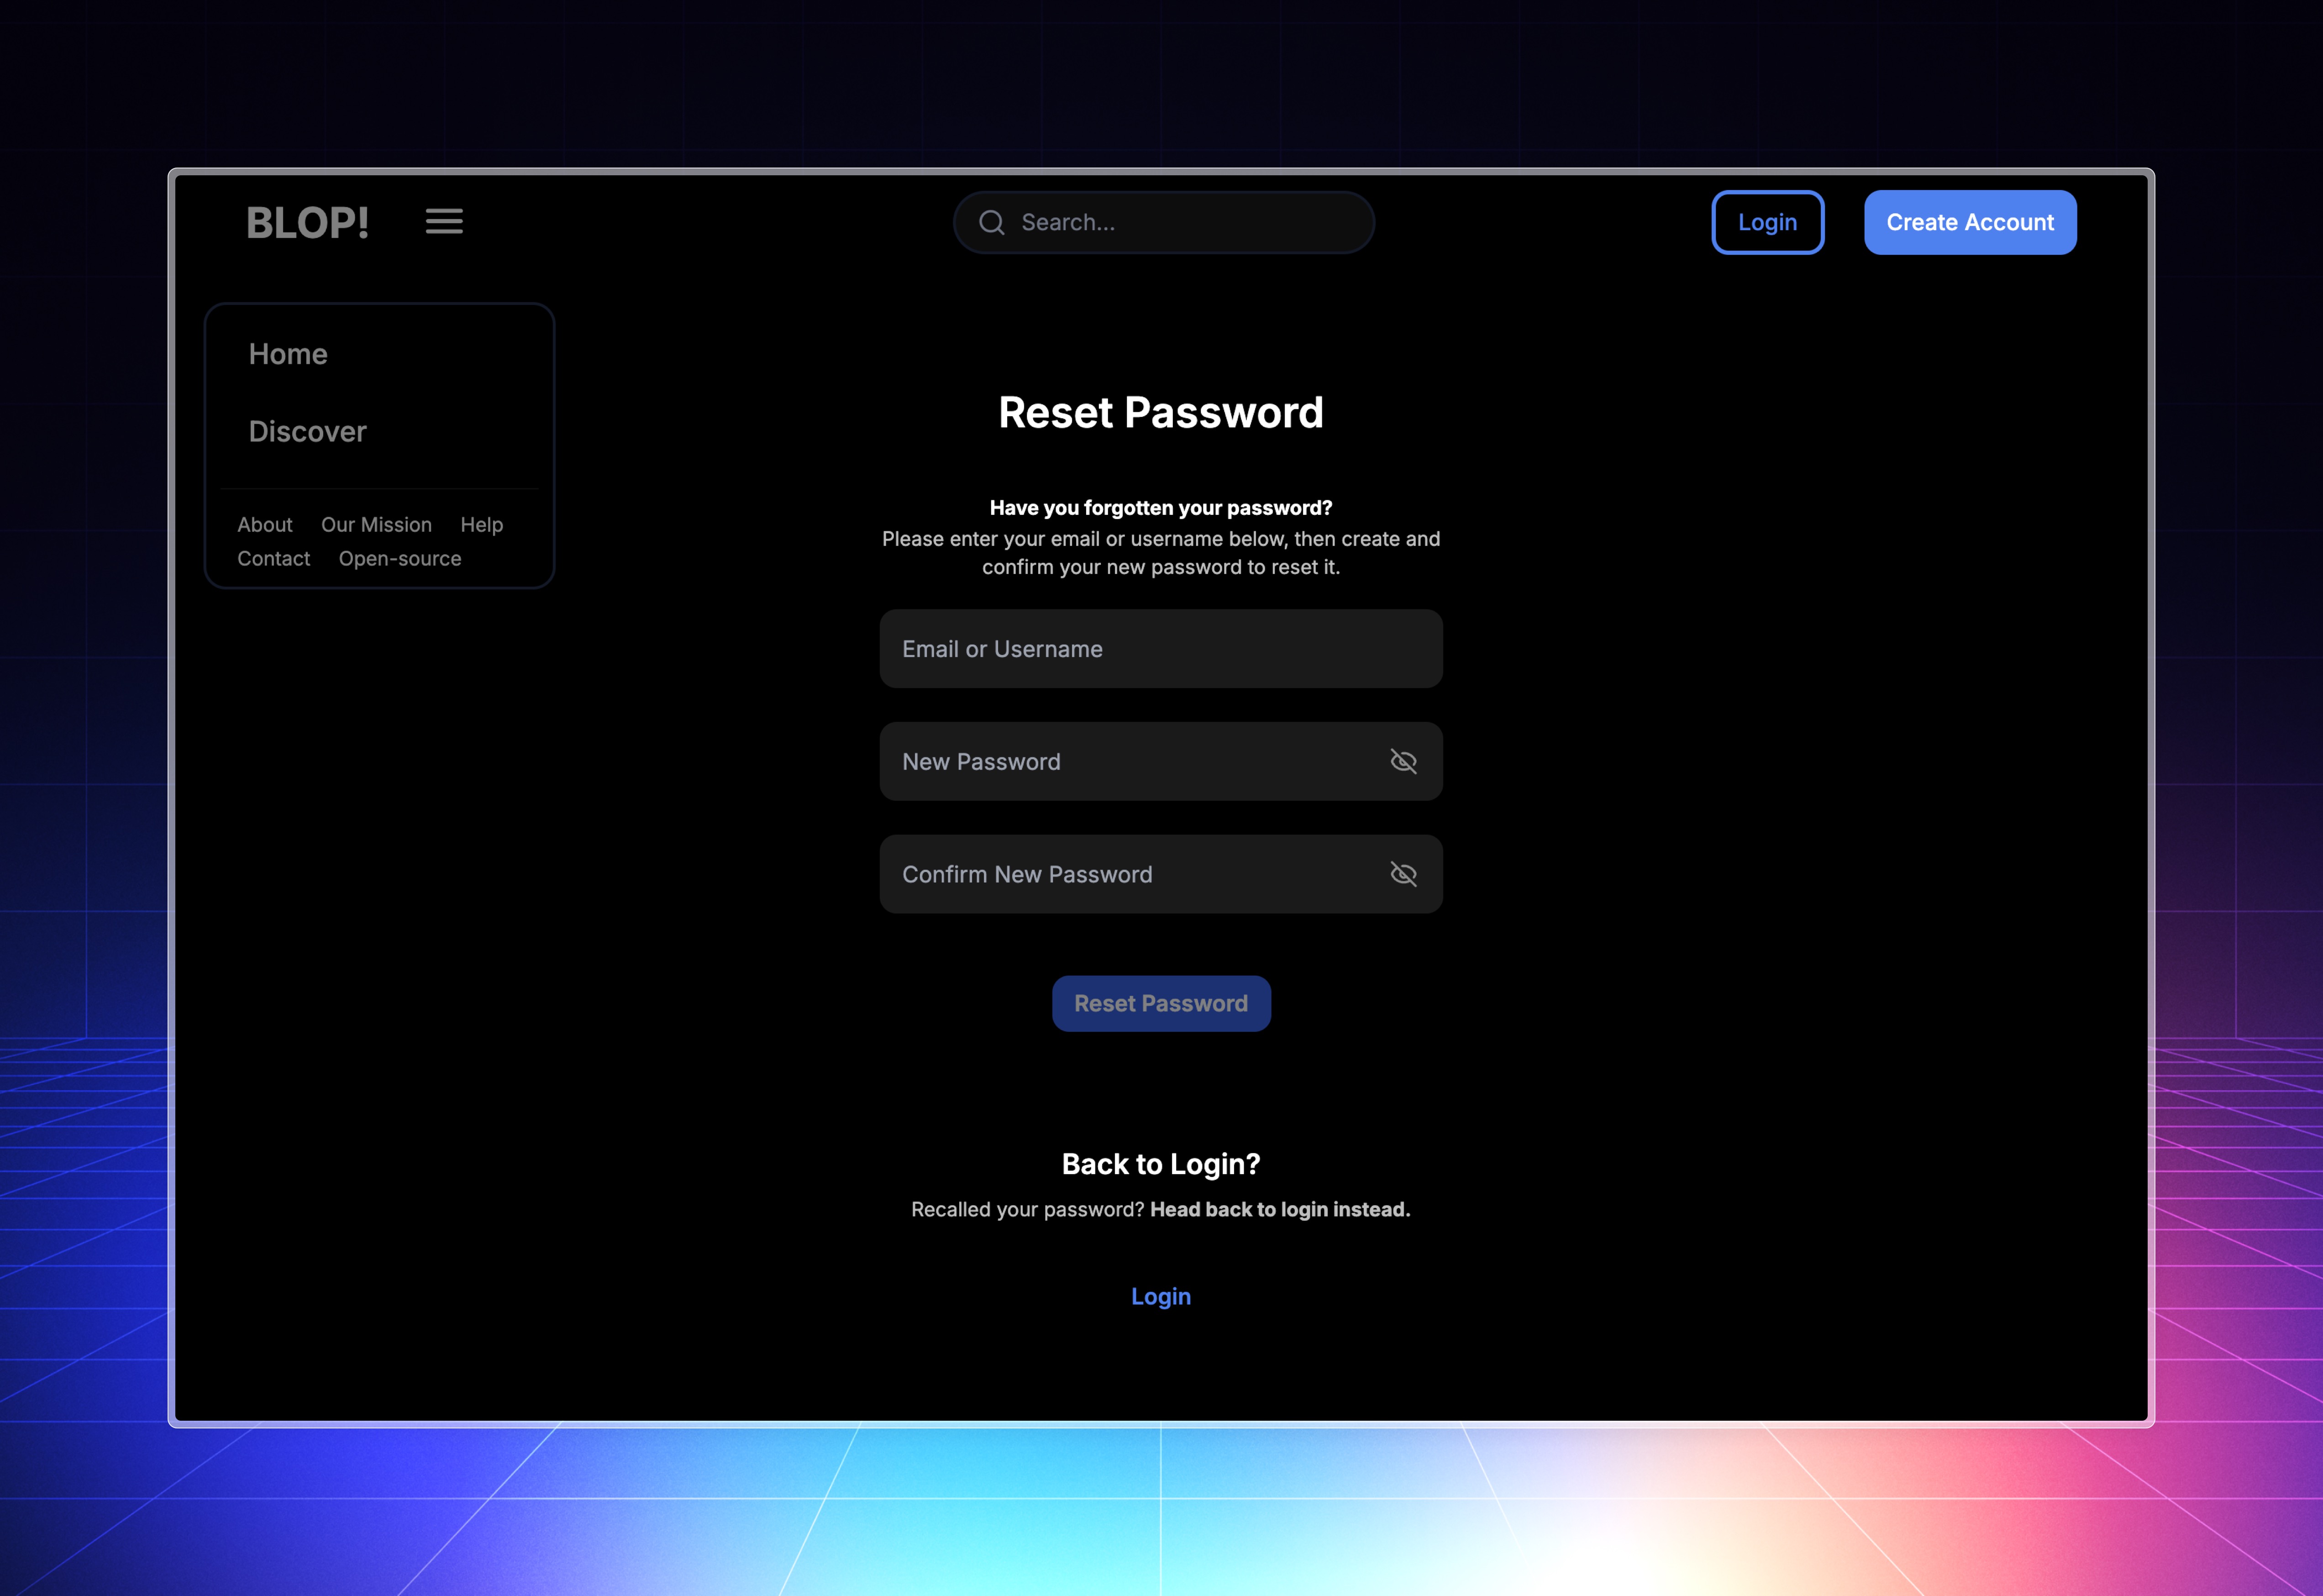 BLOP!
Search...
Login
Create Account
Home
Discover
About Our Mission Help
Contact Open-source
Reset Password
Have you forgotten your password?
Please enter your email or username below, then create and
confirm your new password to reset it.
Email or Username
New Password
Confirm New Password
Reset Password
Back to Login?
Recalled your password? Head back to login instead.
Login